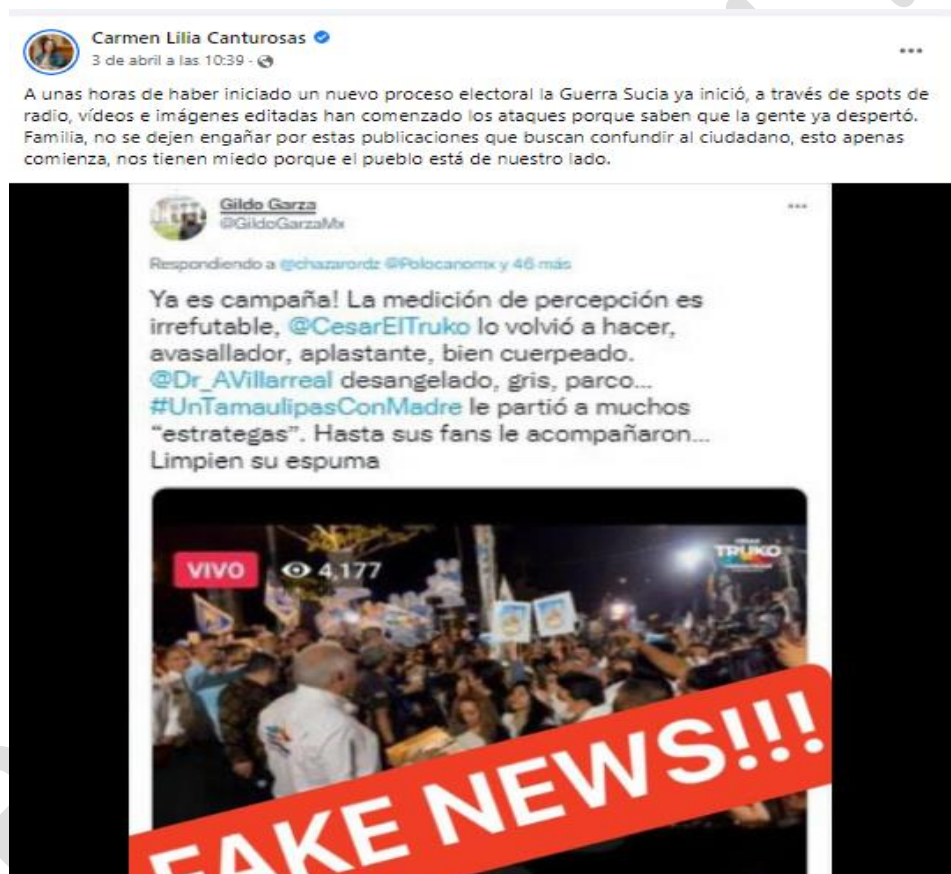 Carmen Lilia Canturosas
3 de abril a las 10:39 ·
A unas horas de haber iniciado un nuevo proceso electoral la Guerra Sucia ya inició, a través de spots de
radio, vídeos e imágenes editadas han comenzado los ataques porque saben que la gente ya despertó.
Familia, no se dejen engañar por estas publicaciones que buscan confundir al ciudadano, esto apenas
comienza, nos tienen miedo porque el pueblo está de nuestro lado.
Gildo Garza
@GildoGarzaMx
Respondiendo a @chazarordz @Polocanomx y 46 más
Ya es campaña! La medición de percepción es
irrefutable, @CesarElTruko lo volvió a hacer,
avasallador, aplastante, bien cuerpeado.
@Dr_AVillarreal desangelado, gris, parco...
#UnTamaulipasConMadre le partió a muchos
"estrategas". Hasta sus fans le acompañaron...
Limpien su espuma
VIVO 4,177
TRUKO
FAKE NEWS!!!